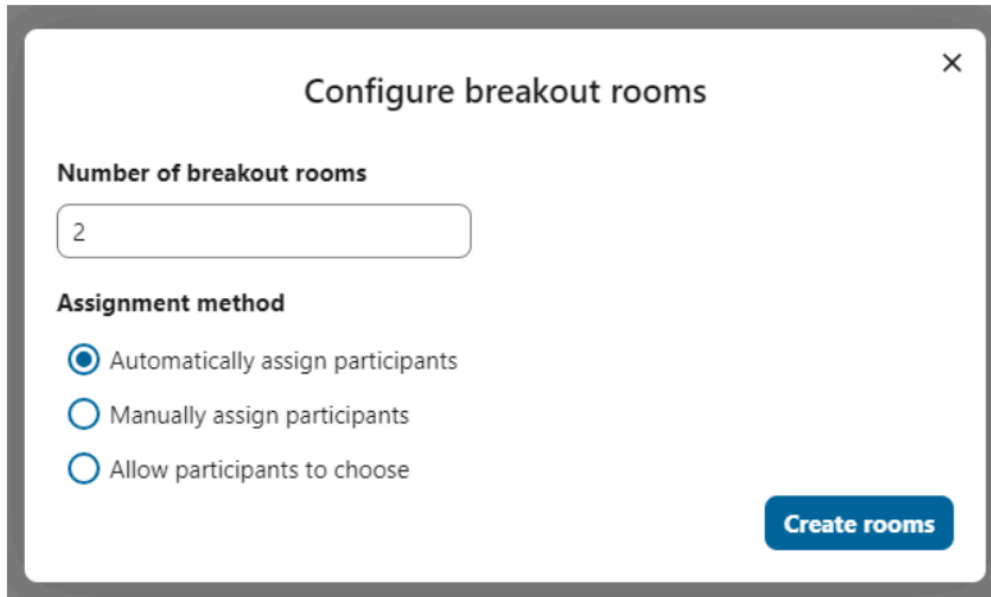 Configure breakout rooms
Number of breakout rooms
2
Assignment method
Automatically assign participants
Manually assign participants
Allow participants to choose
Create rooms